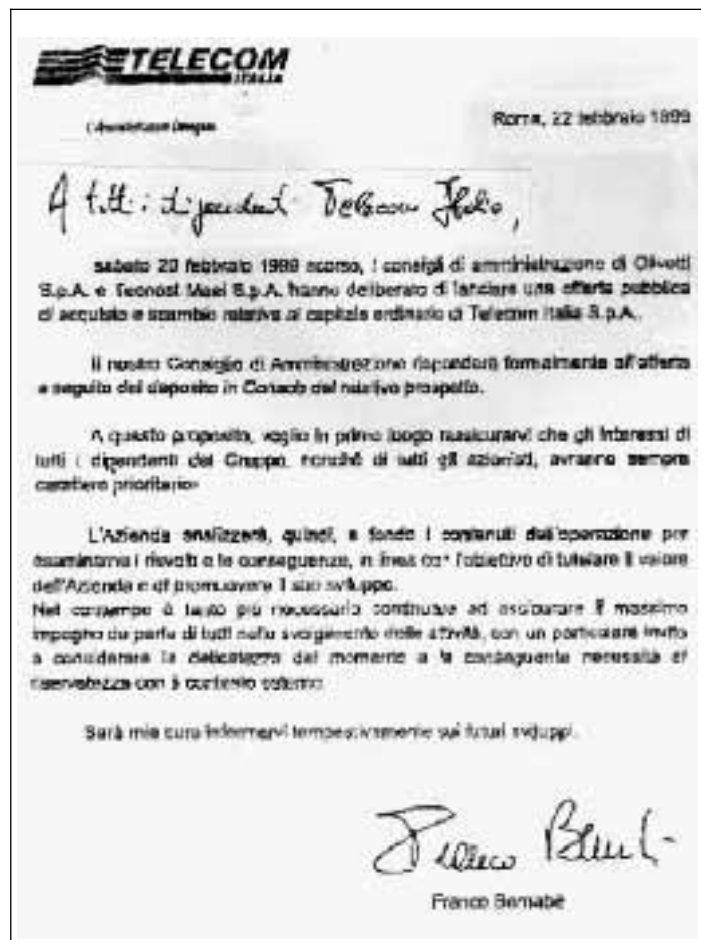 TELECOM
ITALIA
L'Amministratore Delegato
Roma, 22 febbraio 1999
A tutti i dipendenti Telecom Italia,
sabato 20 febbraio 1999 scorso, i consigli di amministrazione di Olivetti
S.p.A. e Tecnost Mael S.p.A. hanno deliberato di lanciare una offerta pubblica
di acquisto e scambio relativa al capitale ordinario di Telecom Italia S.p.A..
Il nostro Consiglio di Amministrazione risponderà formalmente all'offerta
a seguito del deposito in Consob del relativo prospetto.
A questo proposito, voglio in primo luogo rassicurarvi che gli interessi di
tutti i dipendenti del Gruppo, nonché di tutti gli azionisti, avranno sempre
carattere prioritario.
L'Azienda analizzerà, quindi, a fondo i contenuti dell'operazione per
esaminarne i risvolti e le conseguenze, in linea con l'obiettivo di tutelare il valore
dell'Azienda e di promuovere il suo sviluppo.
Nel contempo è tanto più necessario continuare ad assicurare il massimo
impegno da parte di tutti nello svolgimento delle attività, con un particolare invito
a considerare la delicatezza del momento e la conseguente necessità di
riservatezza con il contesto esterno.
Sarà mia cura informarvi tempestivamente sui futuri sviluppi.
Franco Bernabè
Franco Bernabè